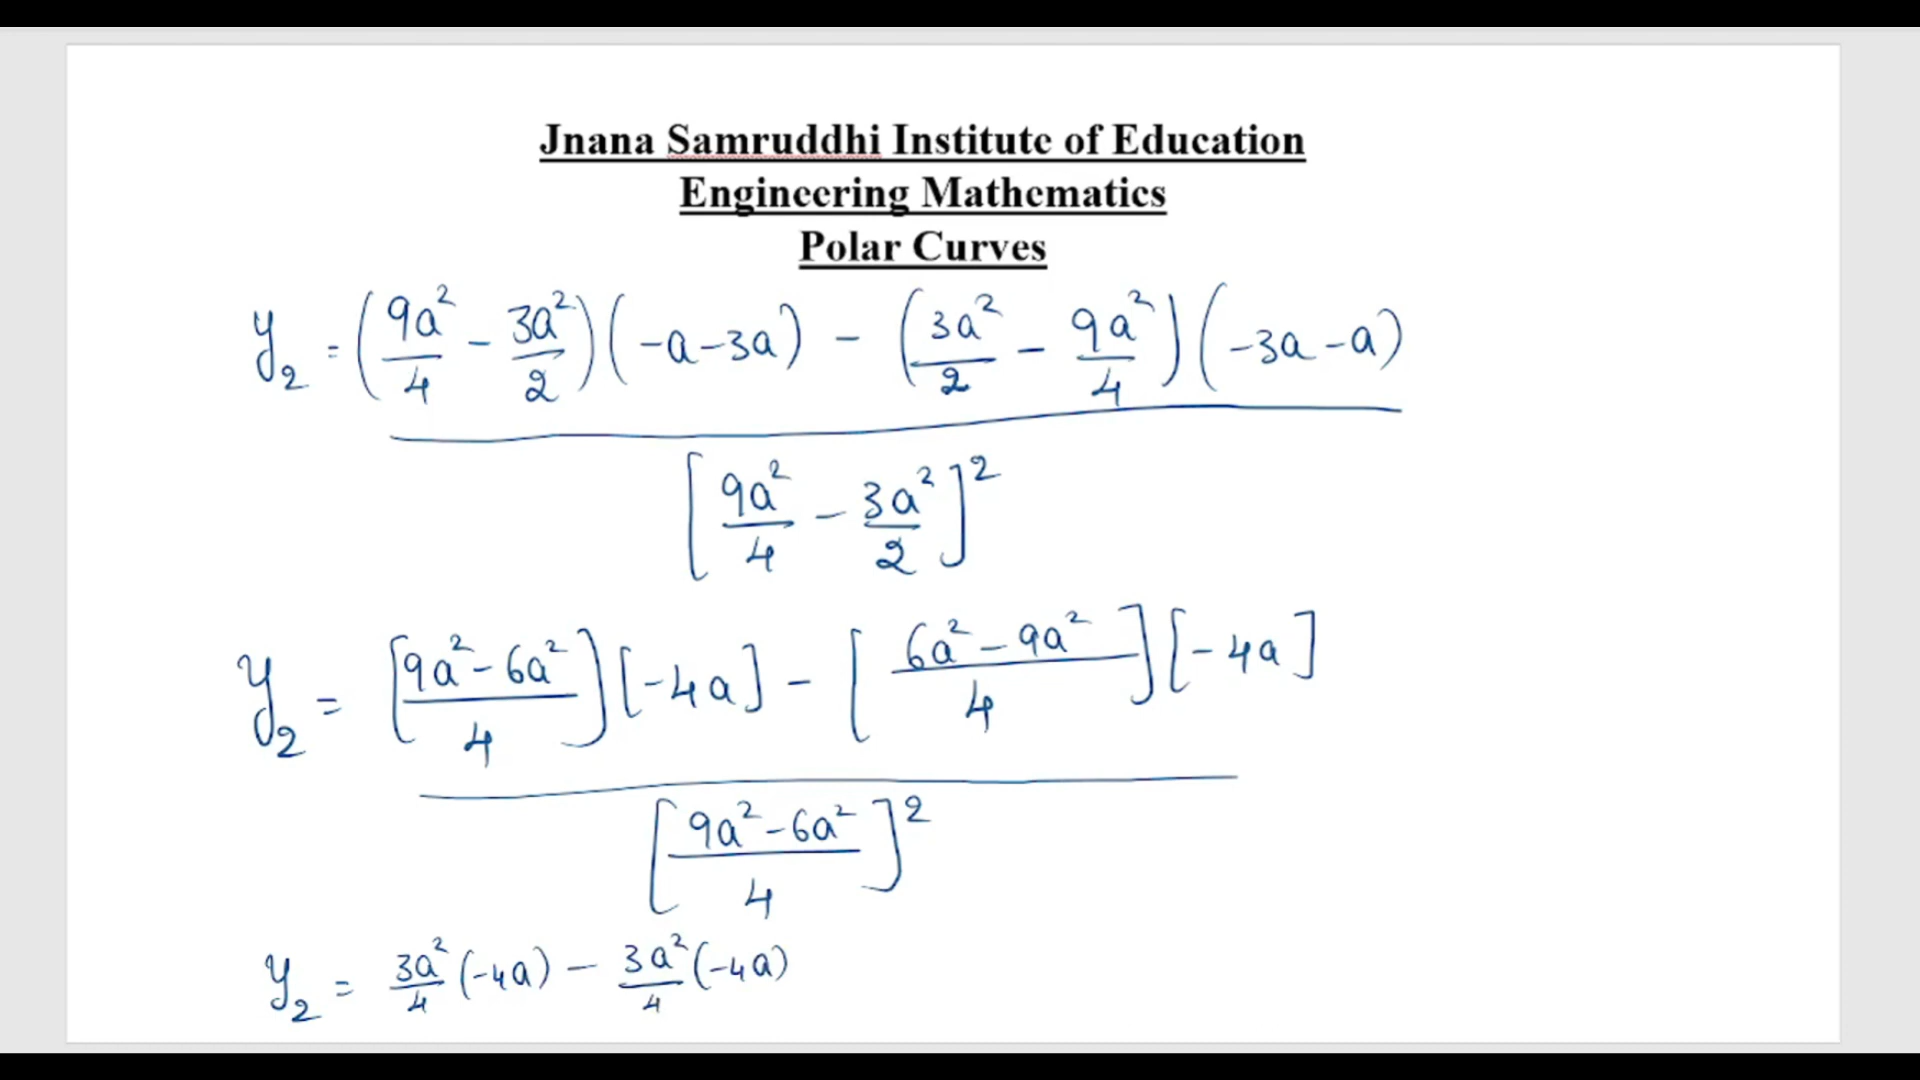 Jnana Samruddhi Institute of Education
Engineering Mathematics
Polar Curves
y₂ = (9a²/4 - 3a²/2)(-a-3a) - (3a²/2 - 9a²/4)(-3a-a)
[9a²/4 - 3a²/2]²
y₂ = [9a²-6a²/4][-4a] - [6a²-9a²/4][-4a]
[9a²-6a²/4]²
y₂ = 3a²/4 (-4a) - 3a²/4 (-4a)